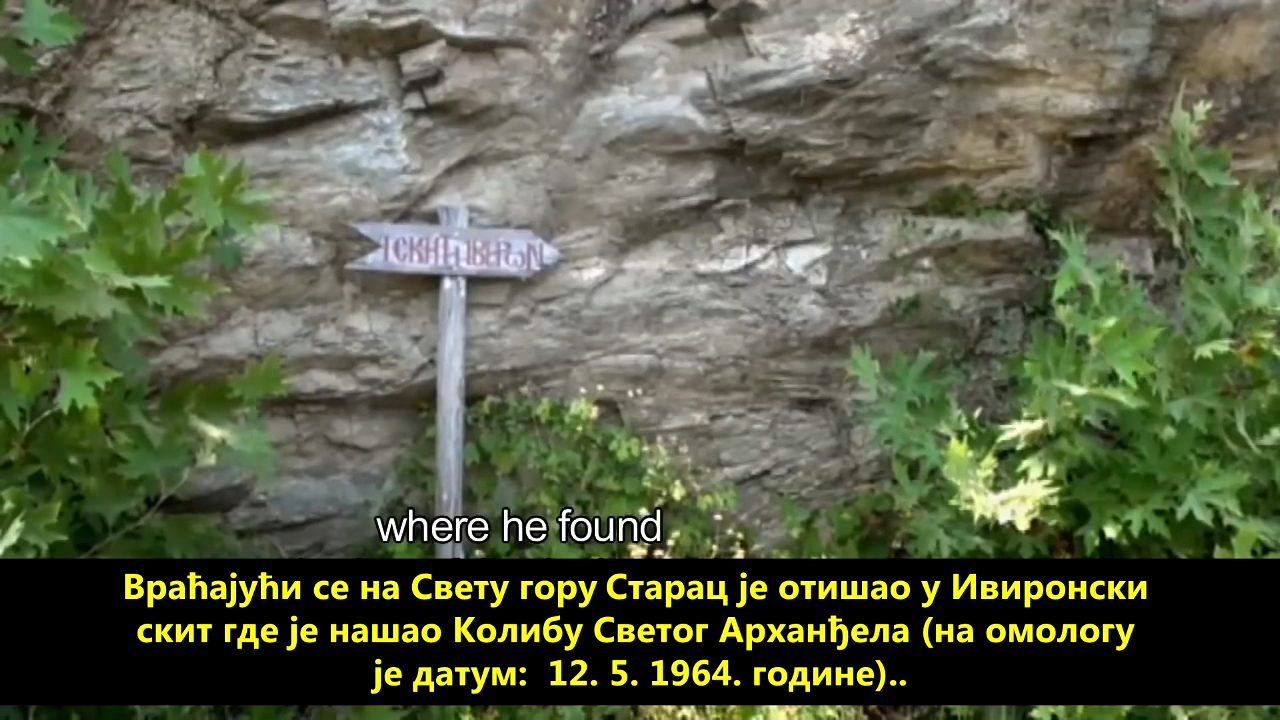 where he found
Враћајући се на Свету гору Старац је отишао у Ивиронски
скит где је нашао Колибу Светог Арханђела (на омологу
је датум:  12. 5. 1964. године)..